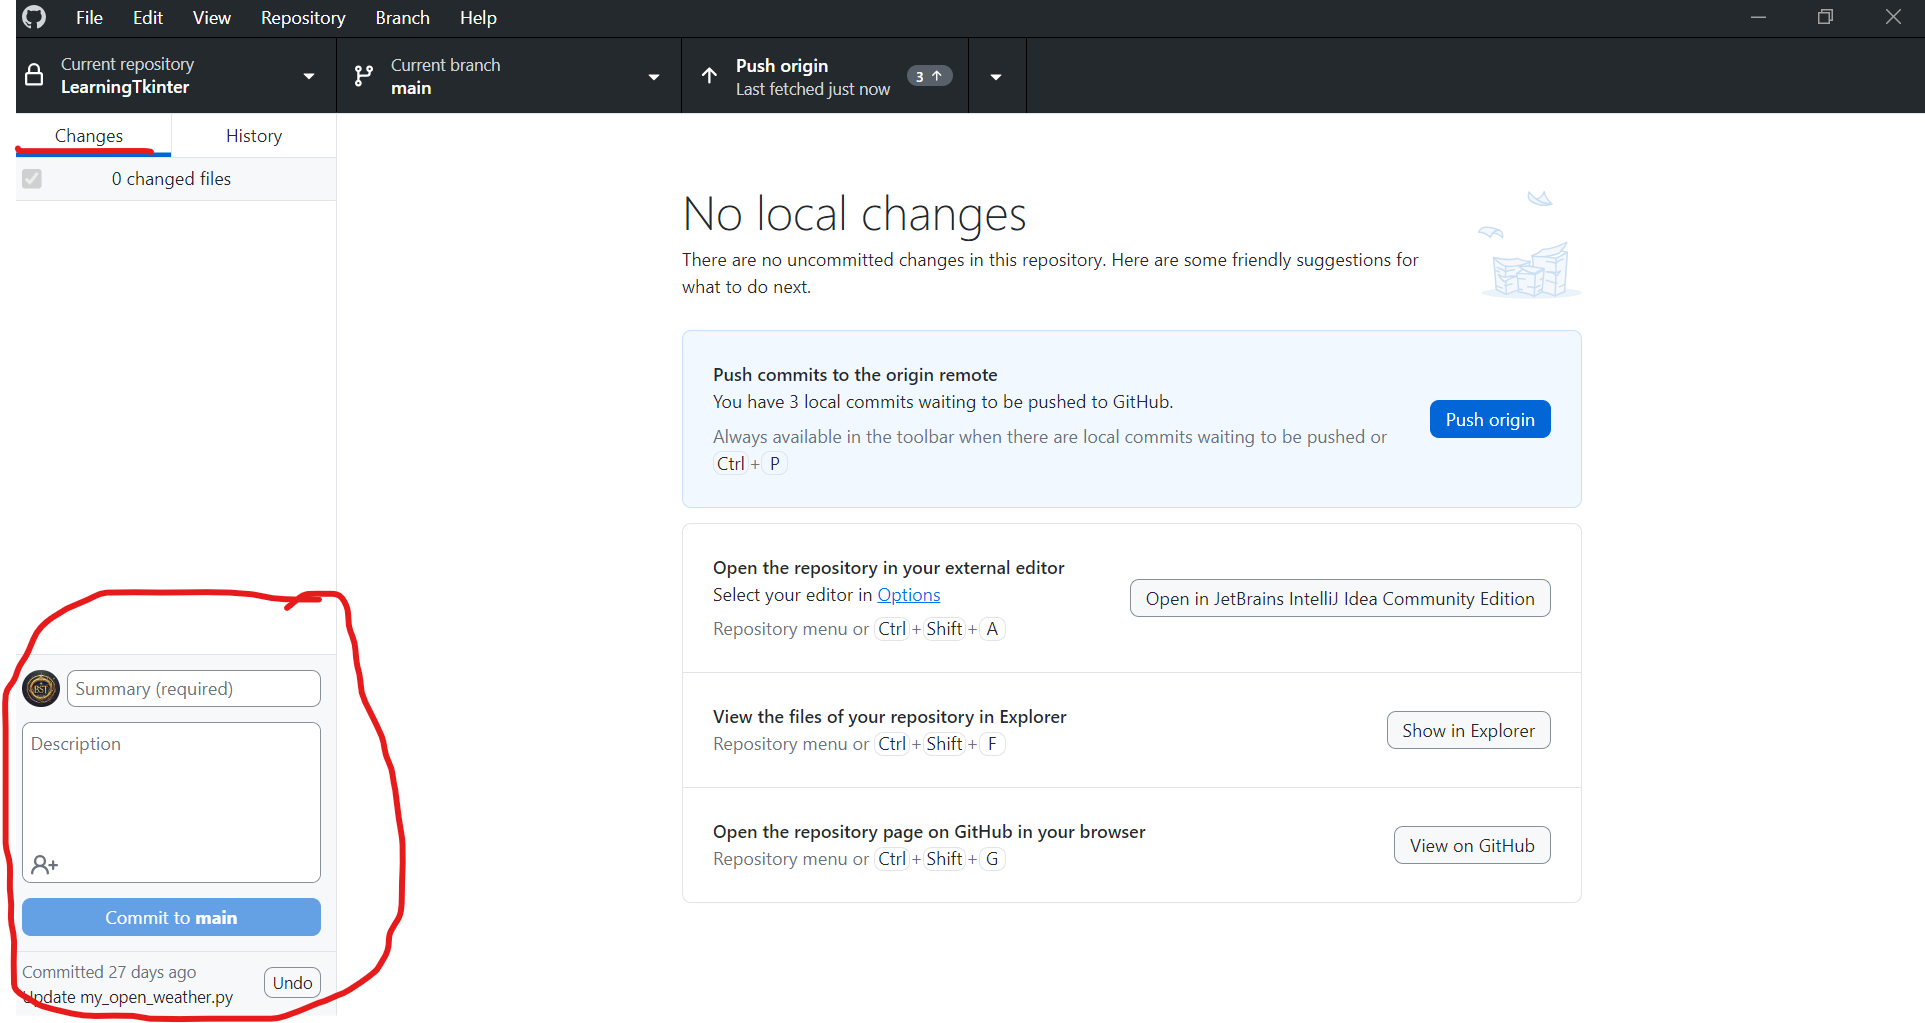 File Edit View Repository Branch Help
Current repository
LearningTkinter
Current branch
main
Push origin
Last fetched just now
3
Changes History
0 changed files
No local changes
There are no uncommitted changes in this repository. Here are some friendly suggestions for
what to do next.
Push commits to the origin remote
You have 3 local commits waiting to be pushed to GitHub.
Always available in the toolbar when there are local commits waiting to be pushed or
Ctrl + P
Push origin
Open the repository in your external editor
Select your editor in Options
Repository menu or Ctrl + Shift + A
Open in JetBrains IntelliJ Idea Community Edition
View the files of your repository in Explorer
Repository menu or Ctrl + Shift + F
Show in Explorer
Open the repository page on GitHub in your browser
Repository menu or Ctrl + Shift + G
View on GitHub
BSJ
Summary (required)
Description
Commit to main
Committed 27 days ago
Update my_open_weather.py
Undo